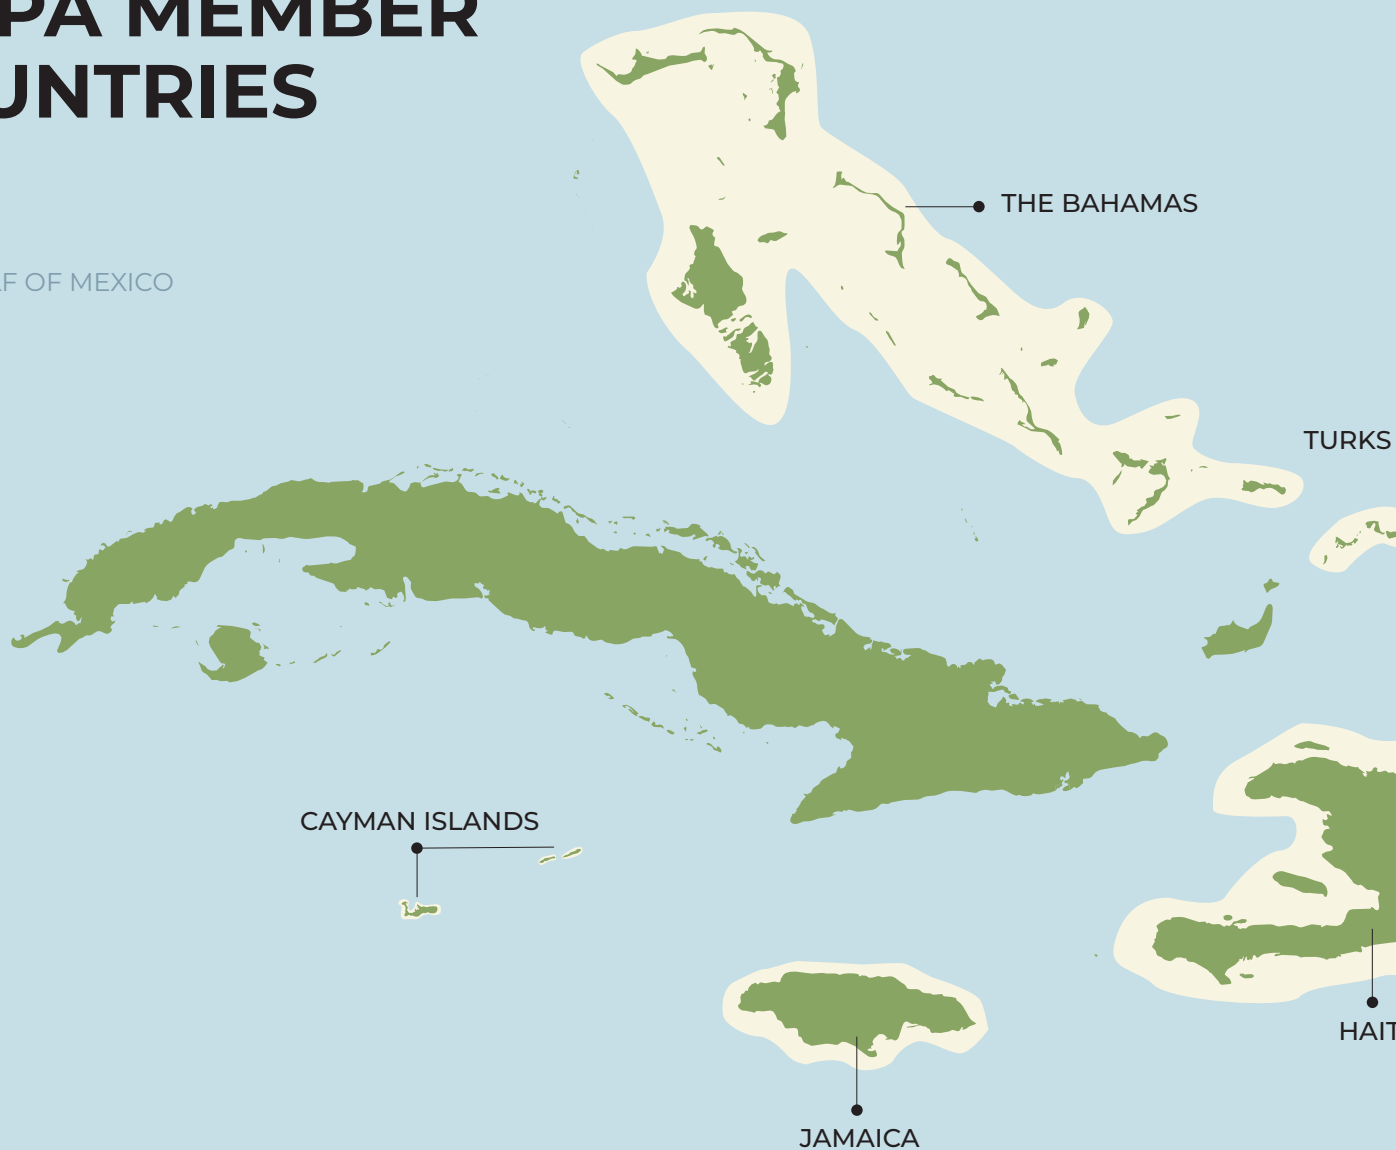 PA MEMBER
UNTRIES
THE BAHAMAS
F OF MEXICO
TURKS
CAYMAN ISLANDS
HAIT
JAMAICA